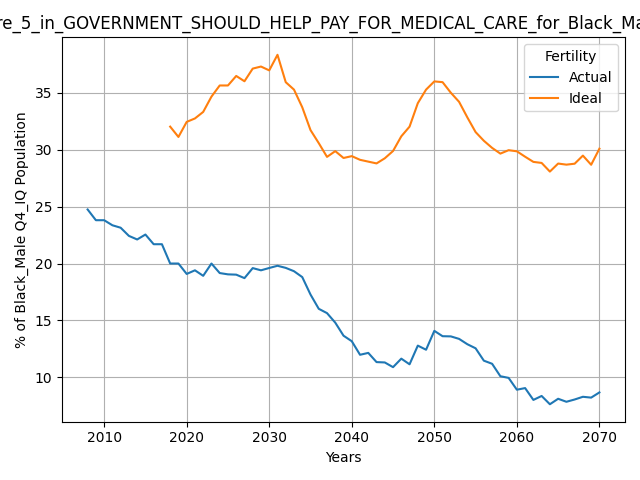 re_5_in_GOVERNMENT_SHOULD_HELP_PAY_FOR_MEDICAL_CARE_for_Black_Ma
Fertility
Actual
Ideal
% of Black_Male Q4_IQ Population
35
30
25
20
15
10
2010 2020 2030 2040 2050 2060 2070
Years